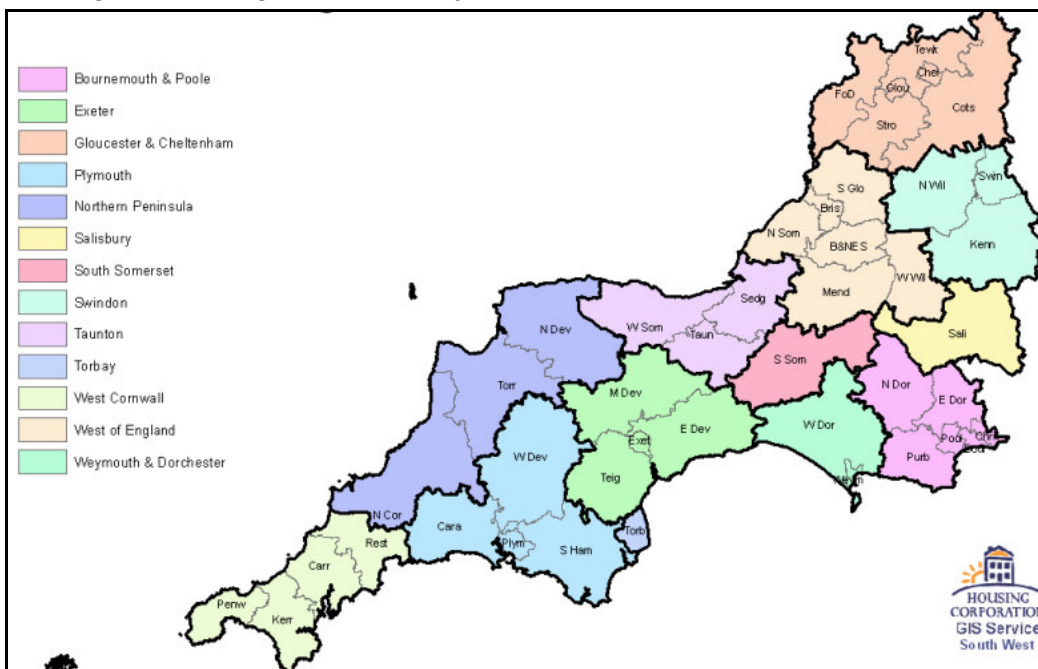 Bournemouth & Poole
Exeter
Gloucester & Cheltenham
Plymouth
Northern Peninsula
Salisbury
South Somerset
Swindon
Taunton
Torbay
West Cornwall
West of England
Weymouth & Dorchester
Tewk
Chel
FoD
Glou
Cots
Stro
N Wil
Swin
S Glo
Bris
N Som
B&NES
Kenn
W Wil
Mend
Sedg
W Som
Taun
Sali
N Dev
S Som
Torr
M Dev
N Dor
E Dor
Exet
E Dev
W Dor
Pool
Chr
W Dev
Teig
Purb
N Cor
Cara
Plym
S Ham
Torb
Rest
Carr
Penw
Kerr
HOUSING
CORPORATION
GIS Service
South West